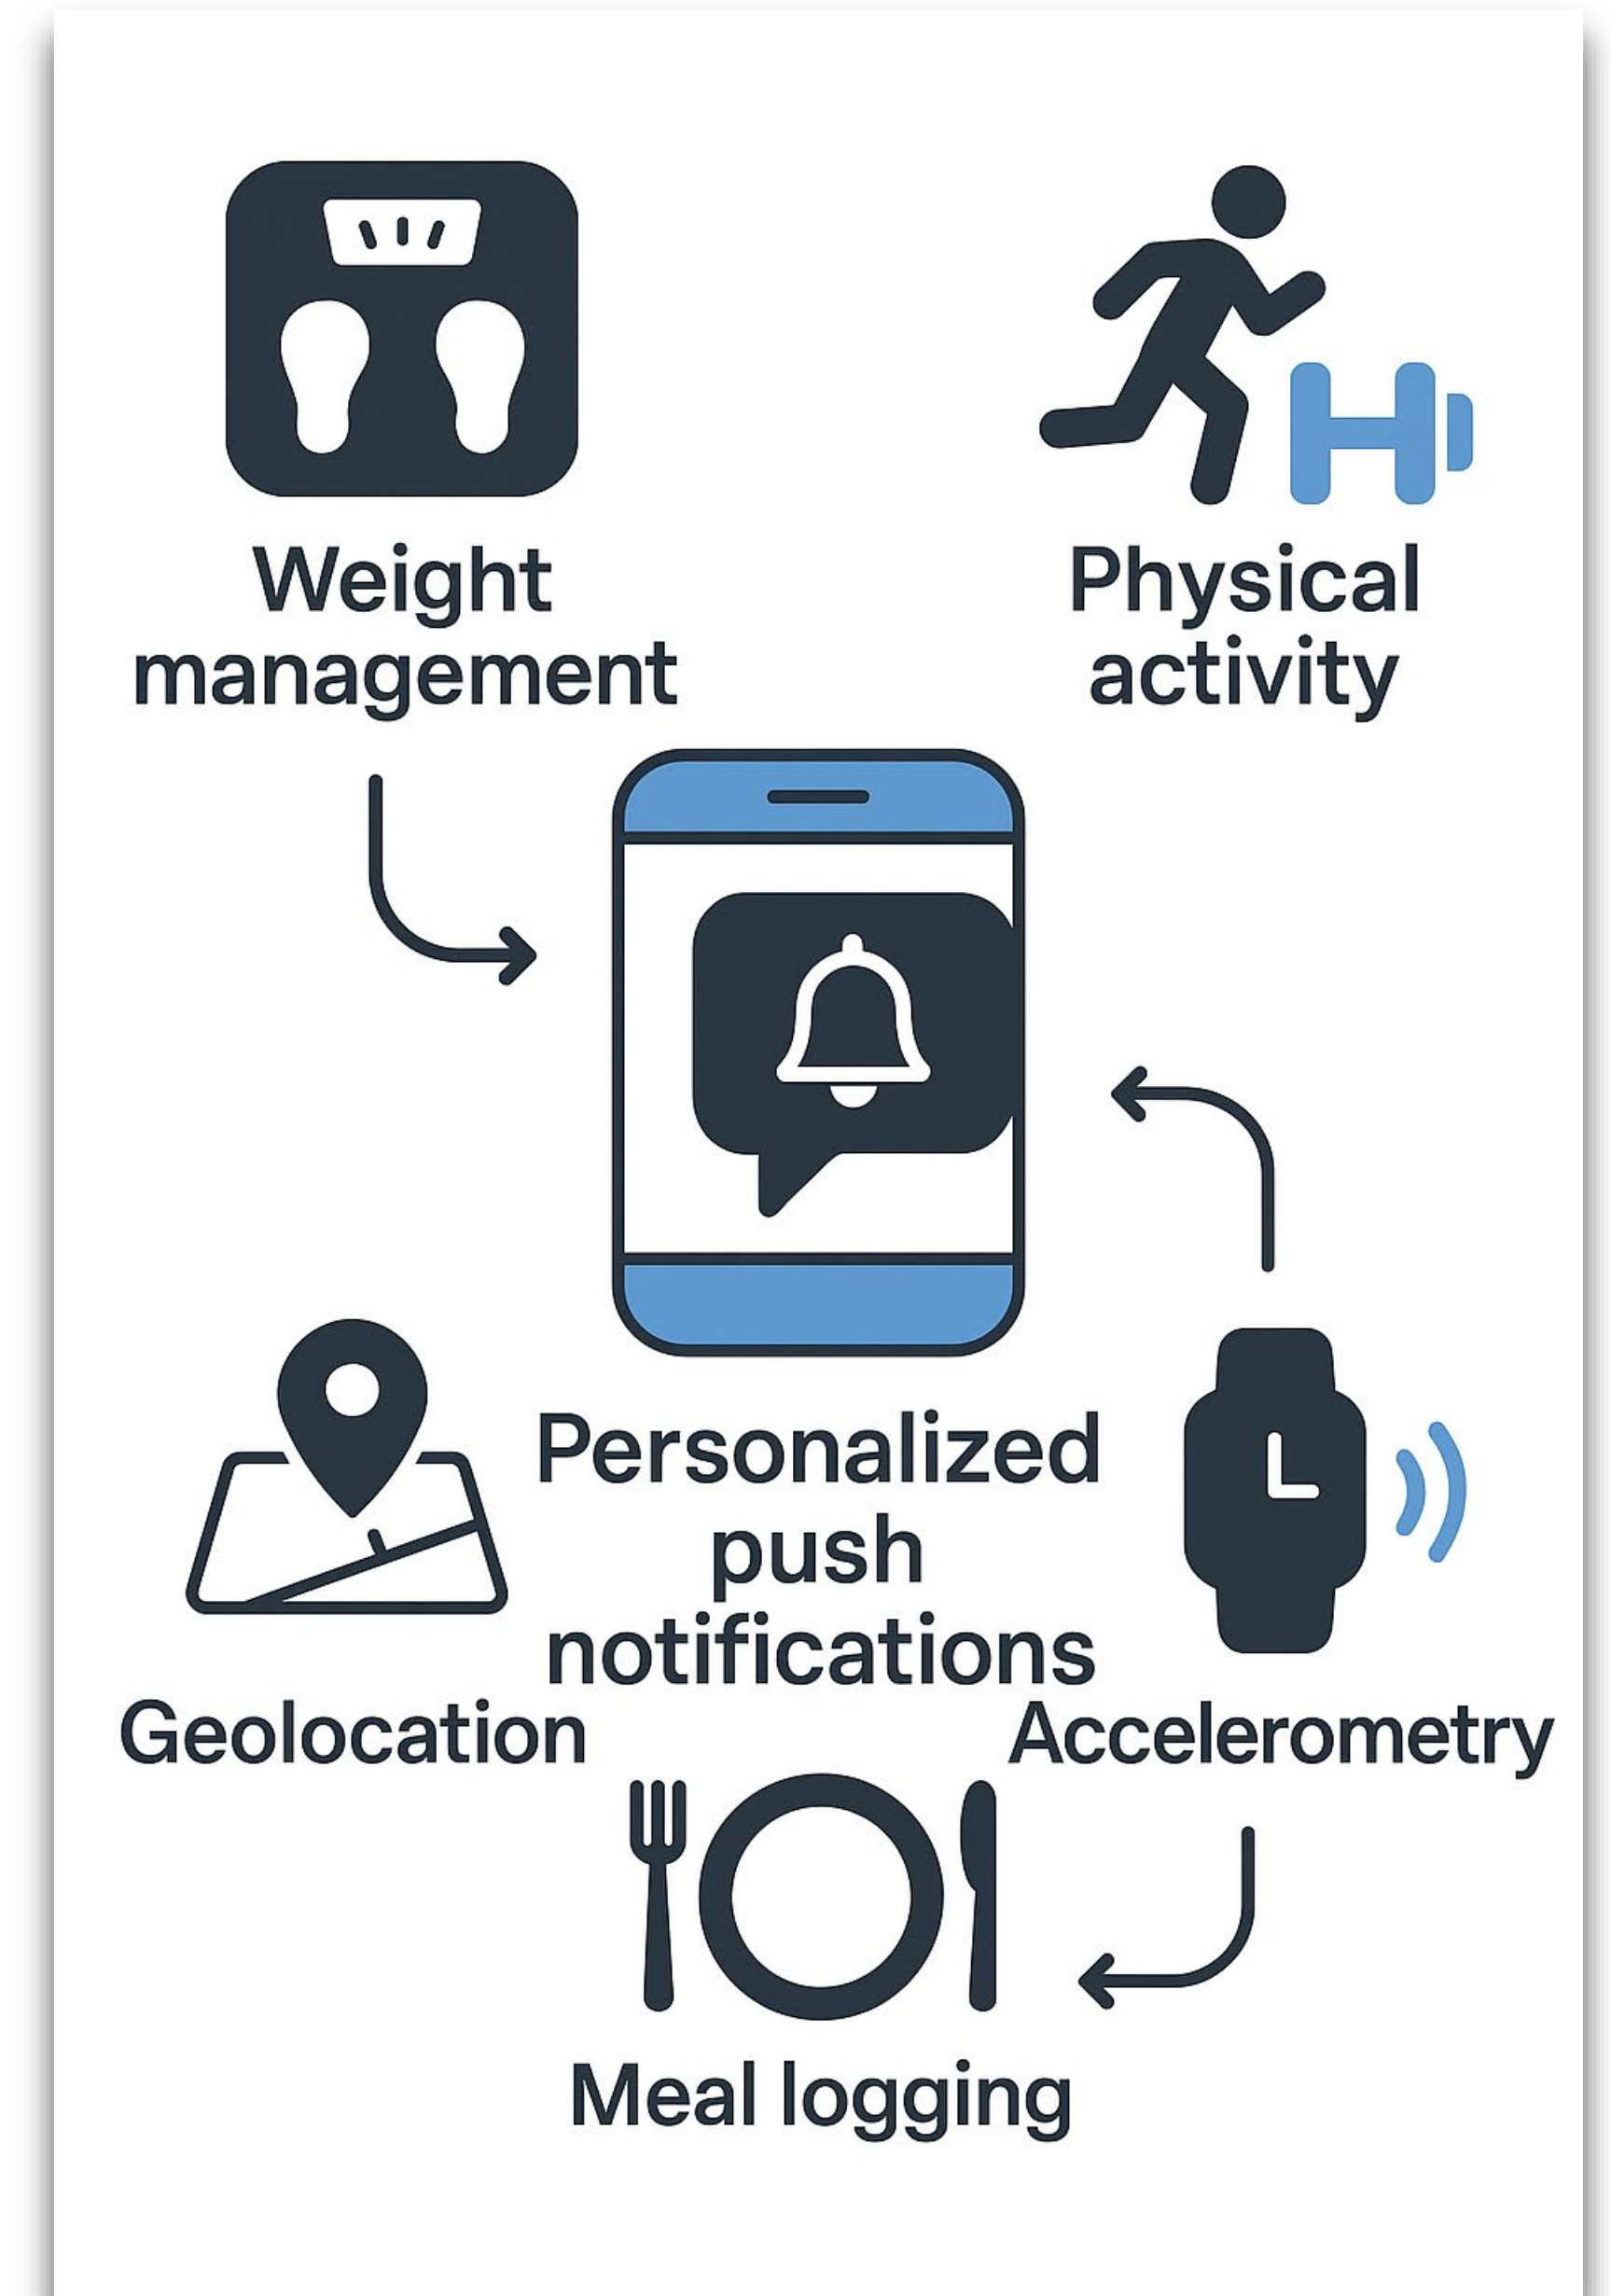 Weight
management
Physical
activity
Personalized
push
notifications
Geolocation
Accelerometry
Meal logging